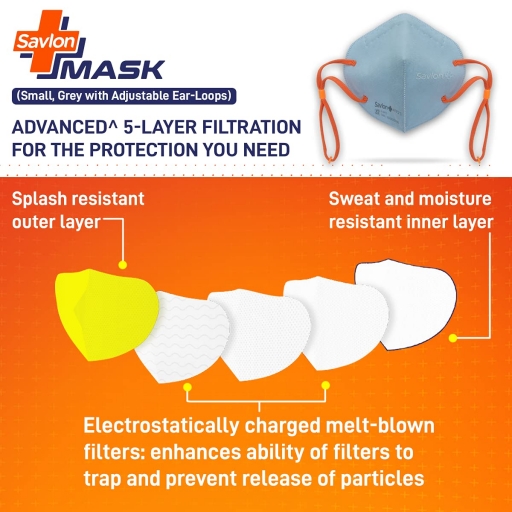 Savlon
MASK
(Small, Grey with Adjustable Ear-Loops)
ADVANCED^ 5-LAYER FILTRATION
FOR THE PROTECTION YOU NEED
Savlon
Savlon
Splash resistant
outer layer
Sweat and moisture
resistant inner layer
Electrostatically charged melt-blown
filters: enhances ability of filters to
trap and prevent release of particles